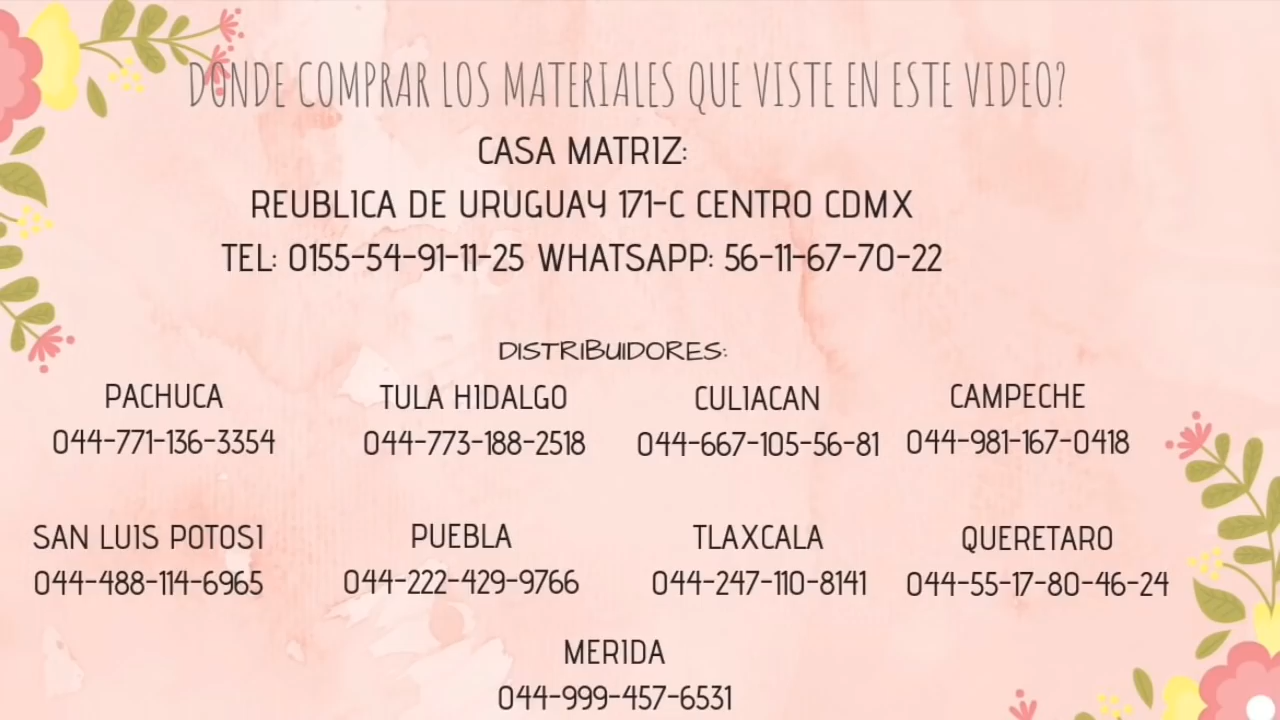 DONDE COMPRAR LOS MATERIALES QUE VISTE EN ESTE VIDEO?
CASA MATRIZ:
REUBLICA DE URUGUAY 171-C CENTRO CDMX
TEL: 0155-54-91-11-25 WHATSAPP: 56-11-67-70-22
DISTRIBUIDORES:
PACHUCA
044-771-136-3354
TULA HIDALGO
044-773-188-2518
CULIACAN
044-667-105-56-81
CAMPECHE
044-981-167-0418
SAN LUIS POTOSI
044-488-114-6965
PUEBLA
044-222-429-9766
TLAXCALA
044-247-110-8141
QUERETARO
044-55-17-80-46-24
MERIDA
044-999-457-6531